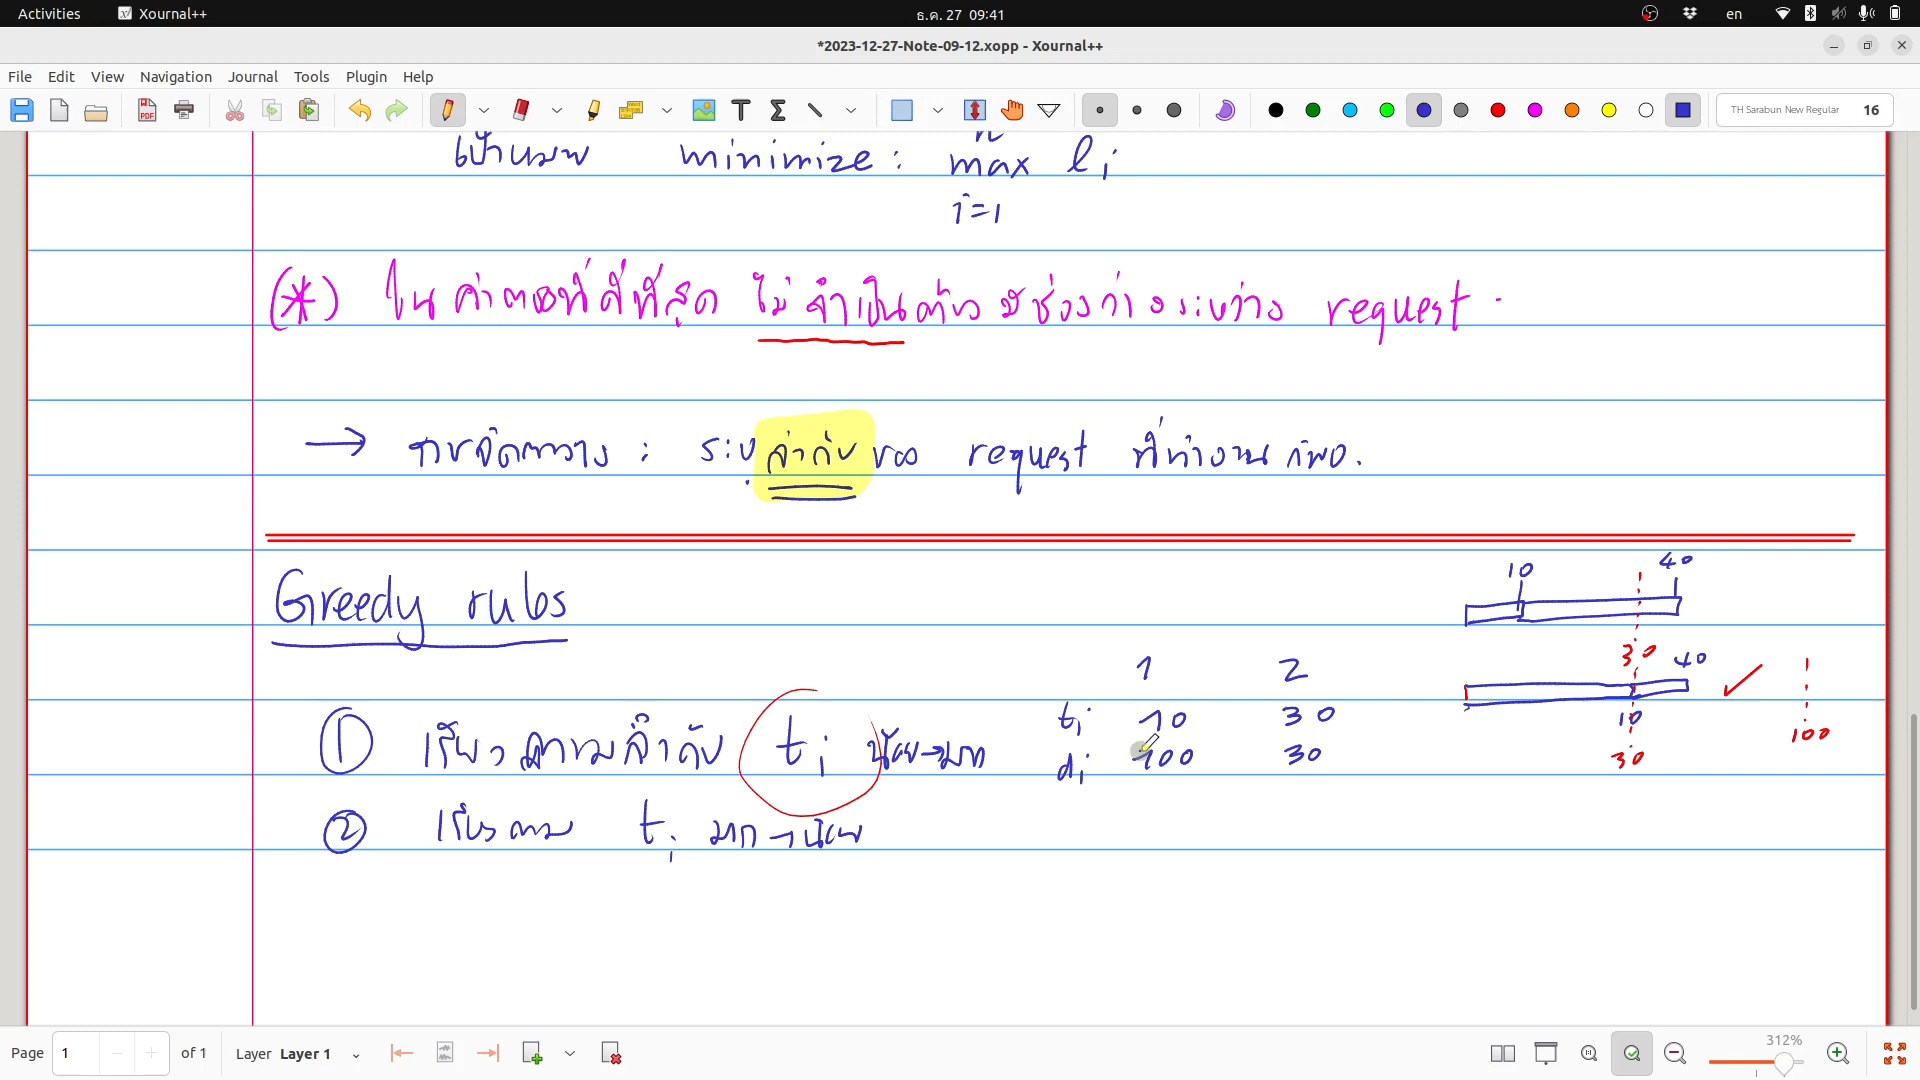 Activities Xournal++ ธ.ค. 27 09:41 en
*2023-12-27-Note-09-12.xopp - Xournal++
File Edit View Navigation Journal Tools Plugin Help
TH Sarabun New Regular 16
เป้าหมาย minimize: max l i
i=1
(*) ในคำตอบที่ดีที่สุด ไม่จำเป็นต้องมีช่องว่างระหว่าง request.
→ การจัดตาราง : ระบุลำดับของ request ที่ทำงานก็พอ.
Greedy rules
10 40
30 40
1 2
① เรียงตามลำดับ ti น้อย→มาก
ti 10 30
di 100 30
10
30
100
② เรียงตาม ti มาก→น้อย
312%
Page 1 of 1 Layer Layer 1